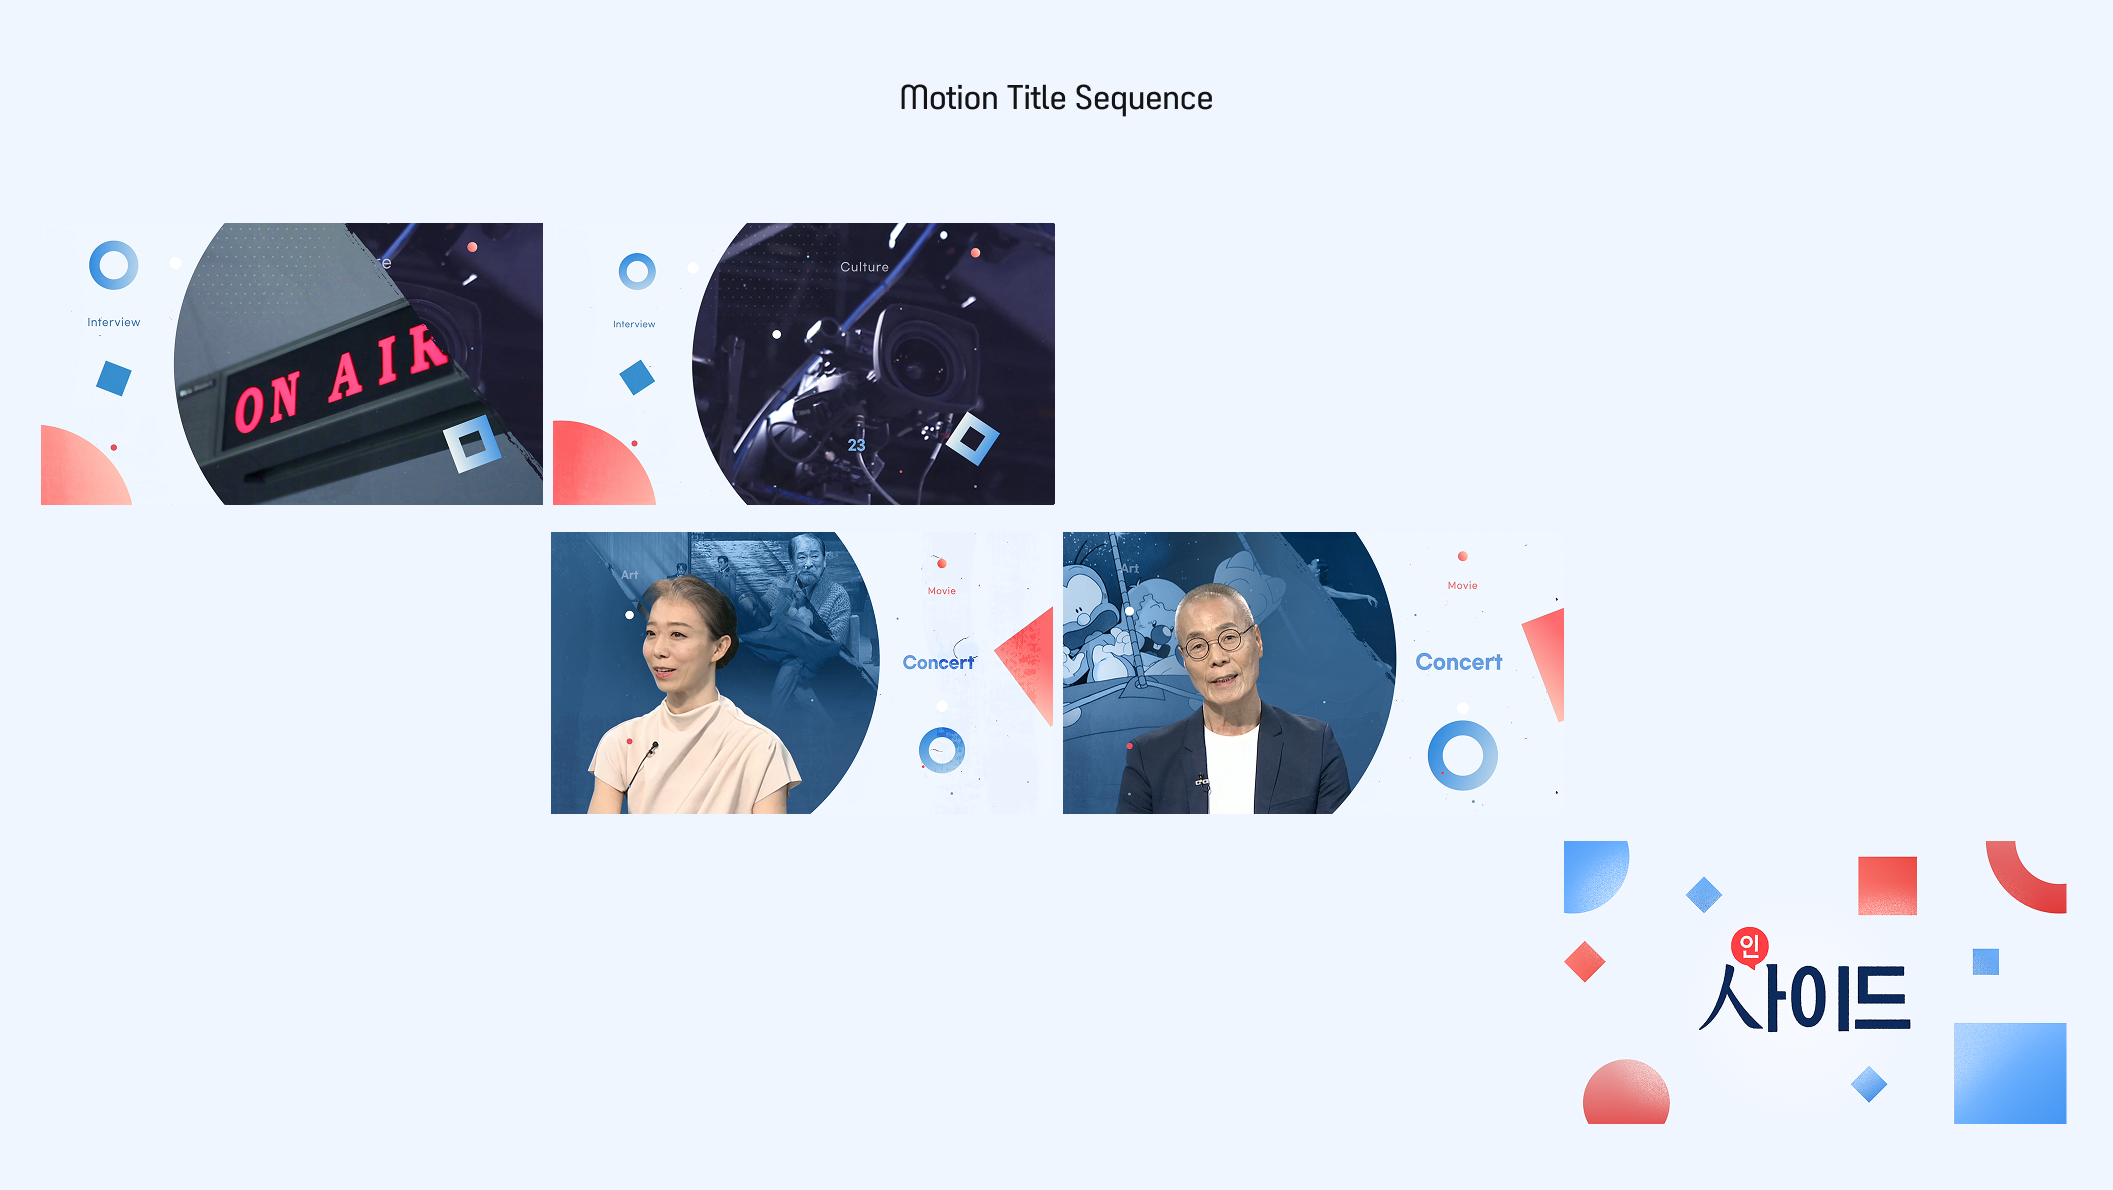 Motion Title Sequence
re
Interview
ON AIR
Culture
Interview
23
Art
Movie
Concert
Art
Movie
Concert
인
사이드